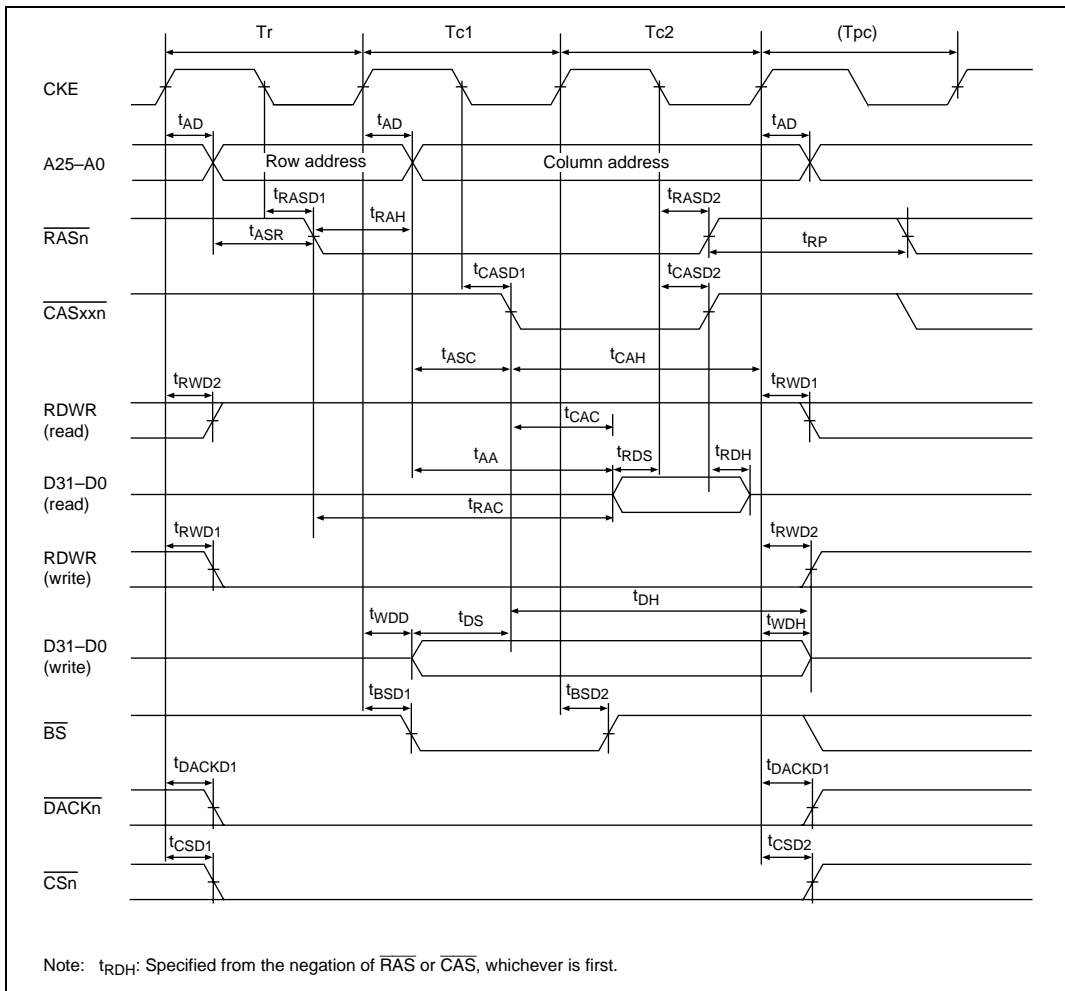 Tr Tc1 Tc2 (Tpc)
CKE
tAD tAD tAD
A25–A0 Row address Column address
tRASD1 tRAH tRASD2
RASn tASR tRP
tCASD1 tCASD2
CASxxn
tASC tCAH
tRWD2 tRWD1
RDWR
(read)
tCAC
tAA tRDS tRDH
D31–D0
(read)
tRAC
tRWD1 tRWD2
RDWR
(write)
tDH
tWDD tDS tWDH
D31–D0
(write)
tBSD1 tBSD2
BS
tDACKD1 tDACKD1
DACKn
tCSD1 tCSD2
CSn
Note: tRDH: Specified from the negation of RAS or CAS, whichever is first.